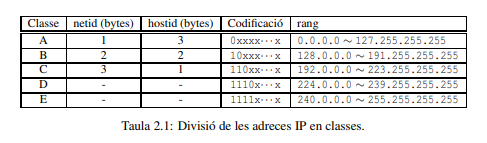 Classe netid (bytes) hostid (bytes) Codificació rang
A 1 3 0xxxx···x 0.0.0.0 ∼ 127.255.255.255
B 2 2 10xxx···x 128.0.0.0 ∼ 191.255.255.255
C 3 1 110xx···x 192.0.0.0 ∼ 223.255.255.255
D - - 1110x···x 224.0.0.0 ∼ 239.255.255.255
E - - 1111x···x 240.0.0.0 ∼ 255.255.255.255
Taula 2.1: Divisió de les adreces IP en classes.